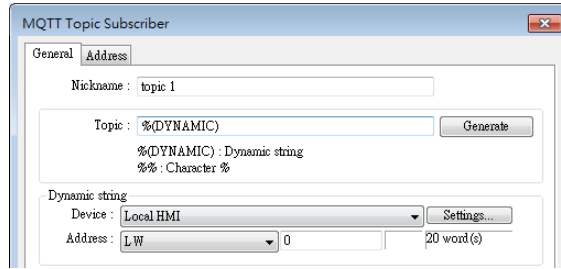 MQTT Topic Subscriber
General Address
Nickname : topic 1
Topic : %(DYNAMIC) Generate
%(DYNAMIC) : Dynamic string
%% : Character %
Dynamic string
Device : Local HMI Settings...
Address : LW 0 20 word(s)